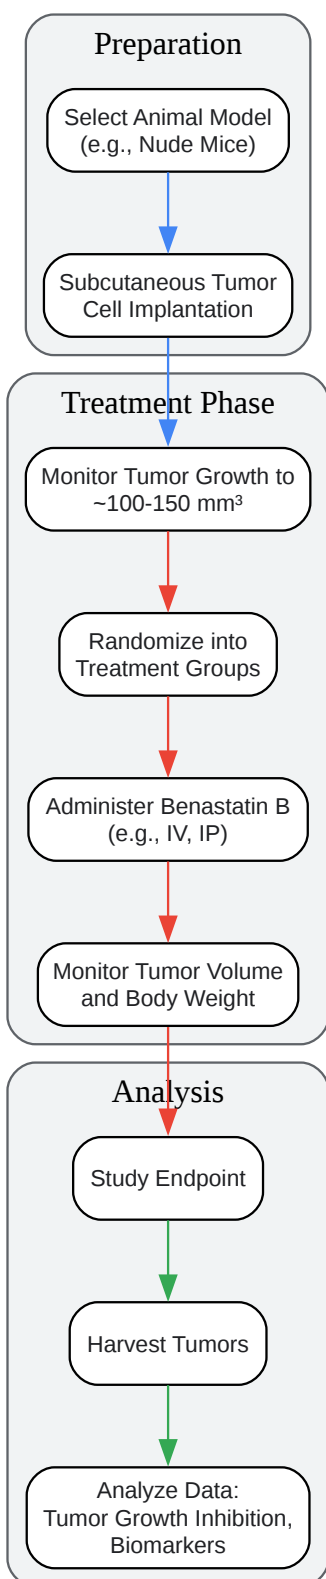 Preparation
Select Animal Model
(e.g., Nude Mice)
Subcutaneous Tumor
Cell Implantation
Treatment Phase
Monitor Tumor Growth to
~100-150 mm³
Randomize into
Treatment Groups
Administer Benastatin B
(e.g., IV, IP)
Monitor Tumor Volume
and Body Weight
Analysis
Study Endpoint
Harvest Tumors
Analyze Data:
Tumor Growth Inhibition,
Biomarkers